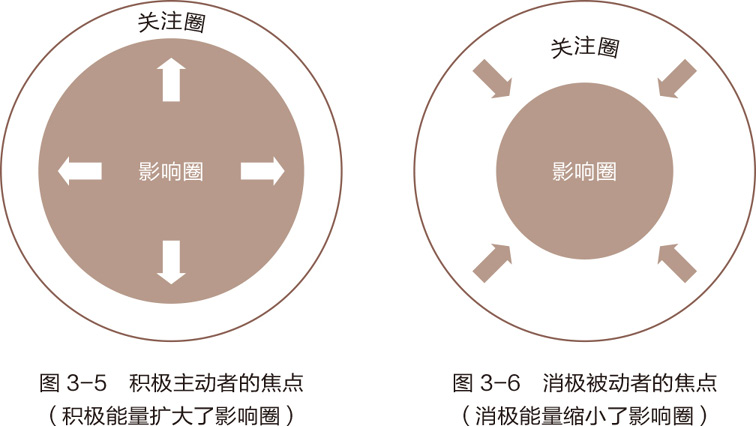 关注圈
影响圈
图 3-5 积极主动者的焦点
（积极能量扩大了影响圈）
关注圈
影响圈
图 3-6 消极被动者的焦点
（消极能量缩小了影响圈）